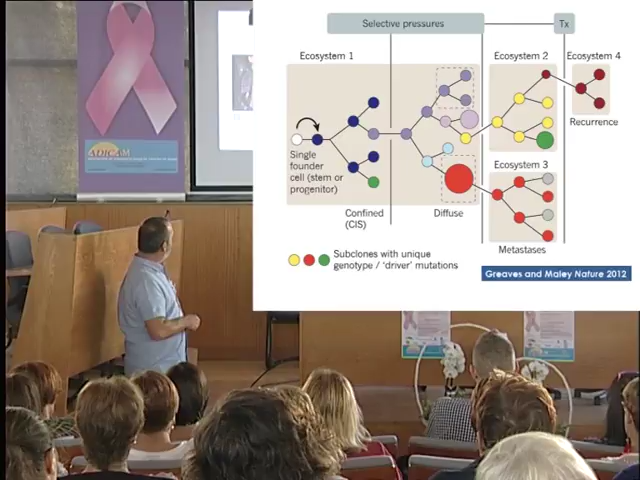 Selective pressures
Tx
Ecosystem 1
Ecosystem 2
Ecosystem 4
Recurrence
Single
founder
cell (stem or
progenitor)
Ecosystem 3
Confined
(CIS)
Diffuse
Metastases
Subclones with unique
genotype / ‘driver’ mutations
Greaves and Maley Nature 2012
ADICAM